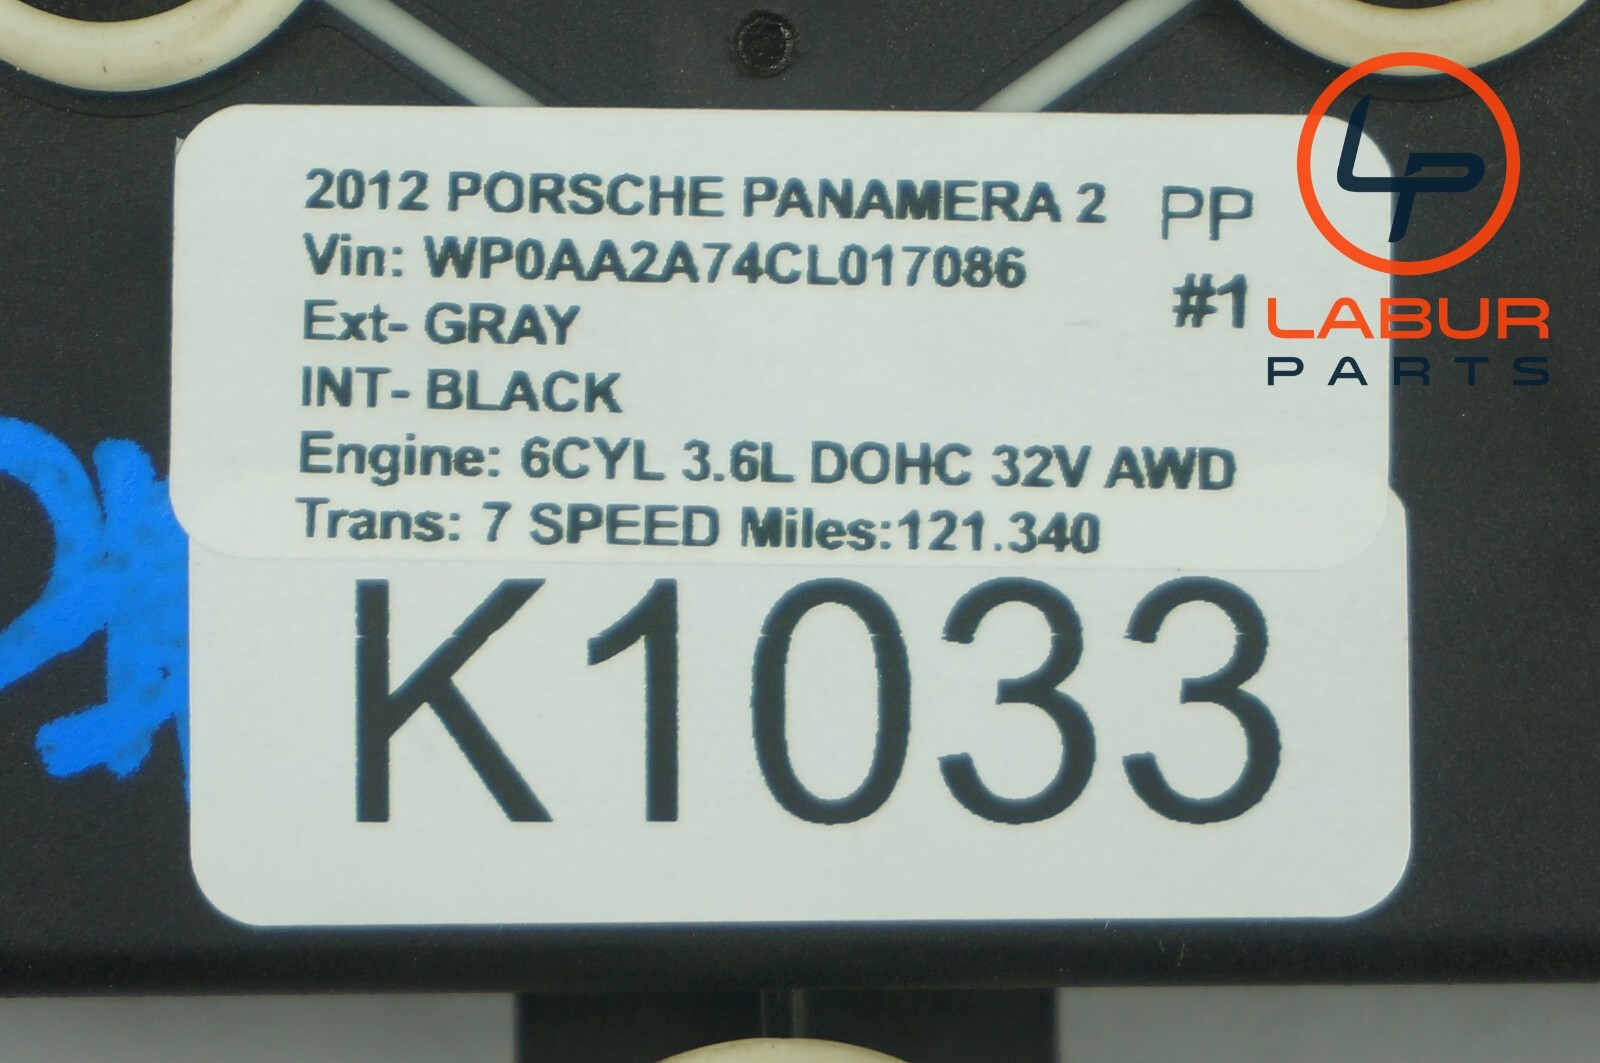 2012 PORSCHE PANAMERA 2 PP
Vin: WP0AA2A74CL017086
#1
Ext- GRAY
INT- BLACK
Engine: 6CYL 3.6L DOHC 32V AWD
Trans: 7 SPEED Miles:121.340
K1033
LP
LABUR
PARTS